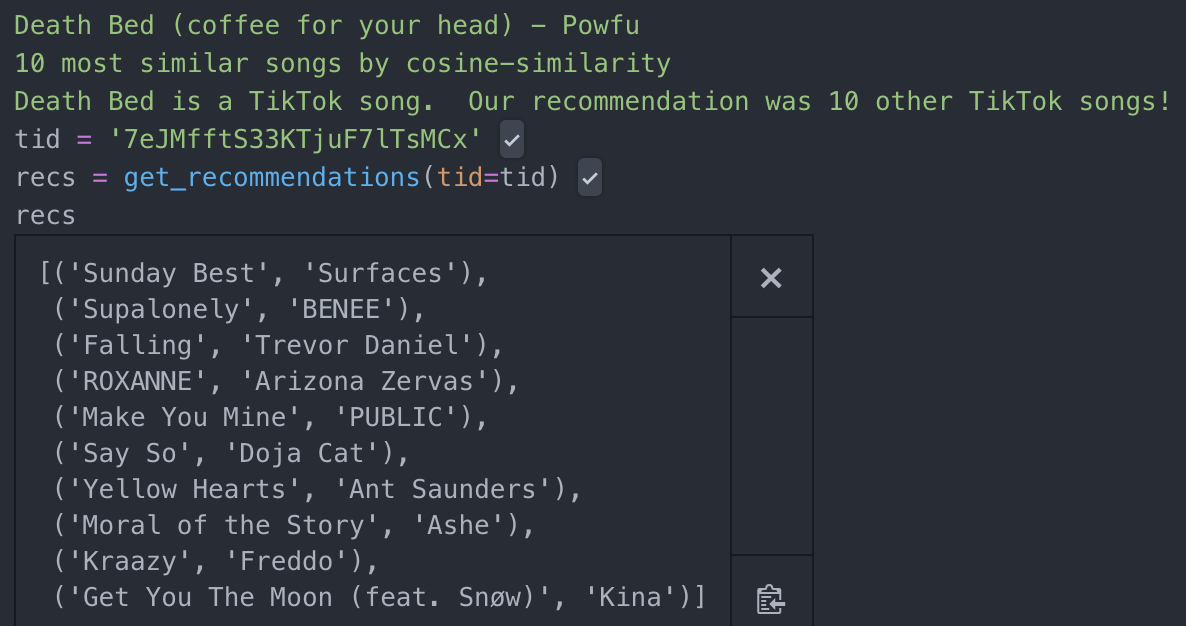 Death Bed (coffee for your head) – Powfu
10 most similar songs by cosine-similarity
Death Bed is a TikTok song.  Our recommendation was 10 other TikTok songs!
tid = '7eJMfftS33KTjuF7lTsMCx' ✓
recs = get_recommendations(tid=tid) ✓
recs
[('Sunday Best', 'Surfaces'),
('Supalonely', 'BENEE'),
('Falling', 'Trevor Daniel'),
('ROXANNE', 'Arizona Zervas'),
('Make You Mine', 'PUBLIC'),
('Say So', 'Doja Cat'),
('Yellow Hearts', 'Ant Saunders'),
('Moral of the Story', 'Ashe'),
('Kraazy', 'Freddo'),
('Get You The Moon (feat. Snøw)', 'Kina')]